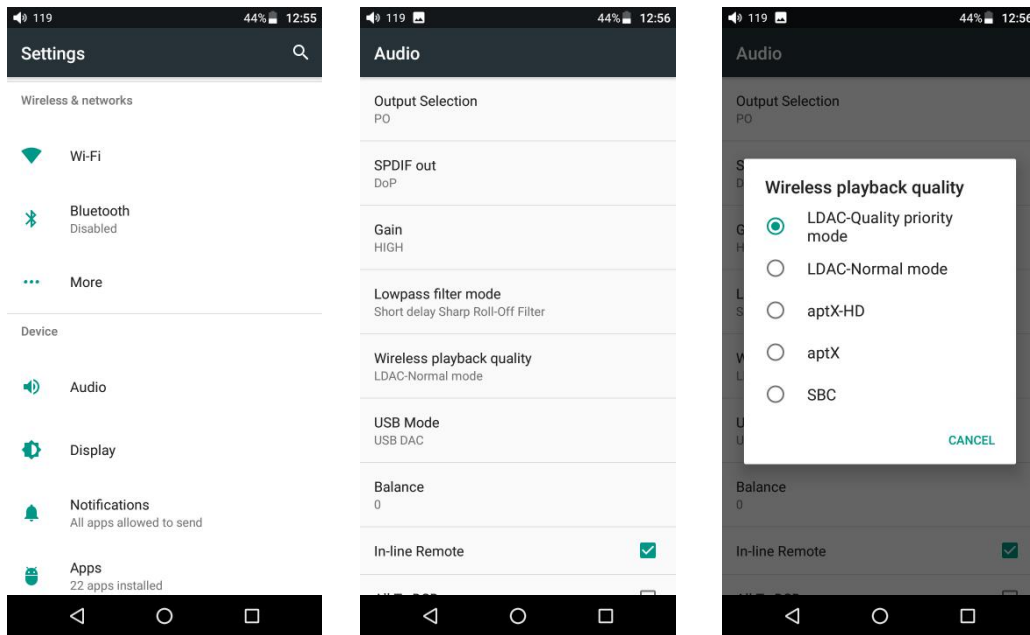 119 44% 12:55
Settings
Wireless & networks
Wi-Fi
Bluetooth
Disabled
More
Device
Audio
Display
Notifications
All apps allowed to send
Apps
22 apps installed
119 44% 12:56
Audio
Output Selection
PO
SPDIF out
DoP
Gain
HIGH
Lowpass filter mode
Short delay Sharp Roll-Off Filter
Wireless playback quality
LDAC-Normal mode
USB Mode
USB DAC
Balance
0
In-line Remote
119 44% 12:56
Audio
Output Selection
PO
Wireless playback quality
LDAC-Quality priority
mode
LDAC-Normal mode
aptX-HD
aptX
SBC
CANCEL
Balance
0
In-line Remote